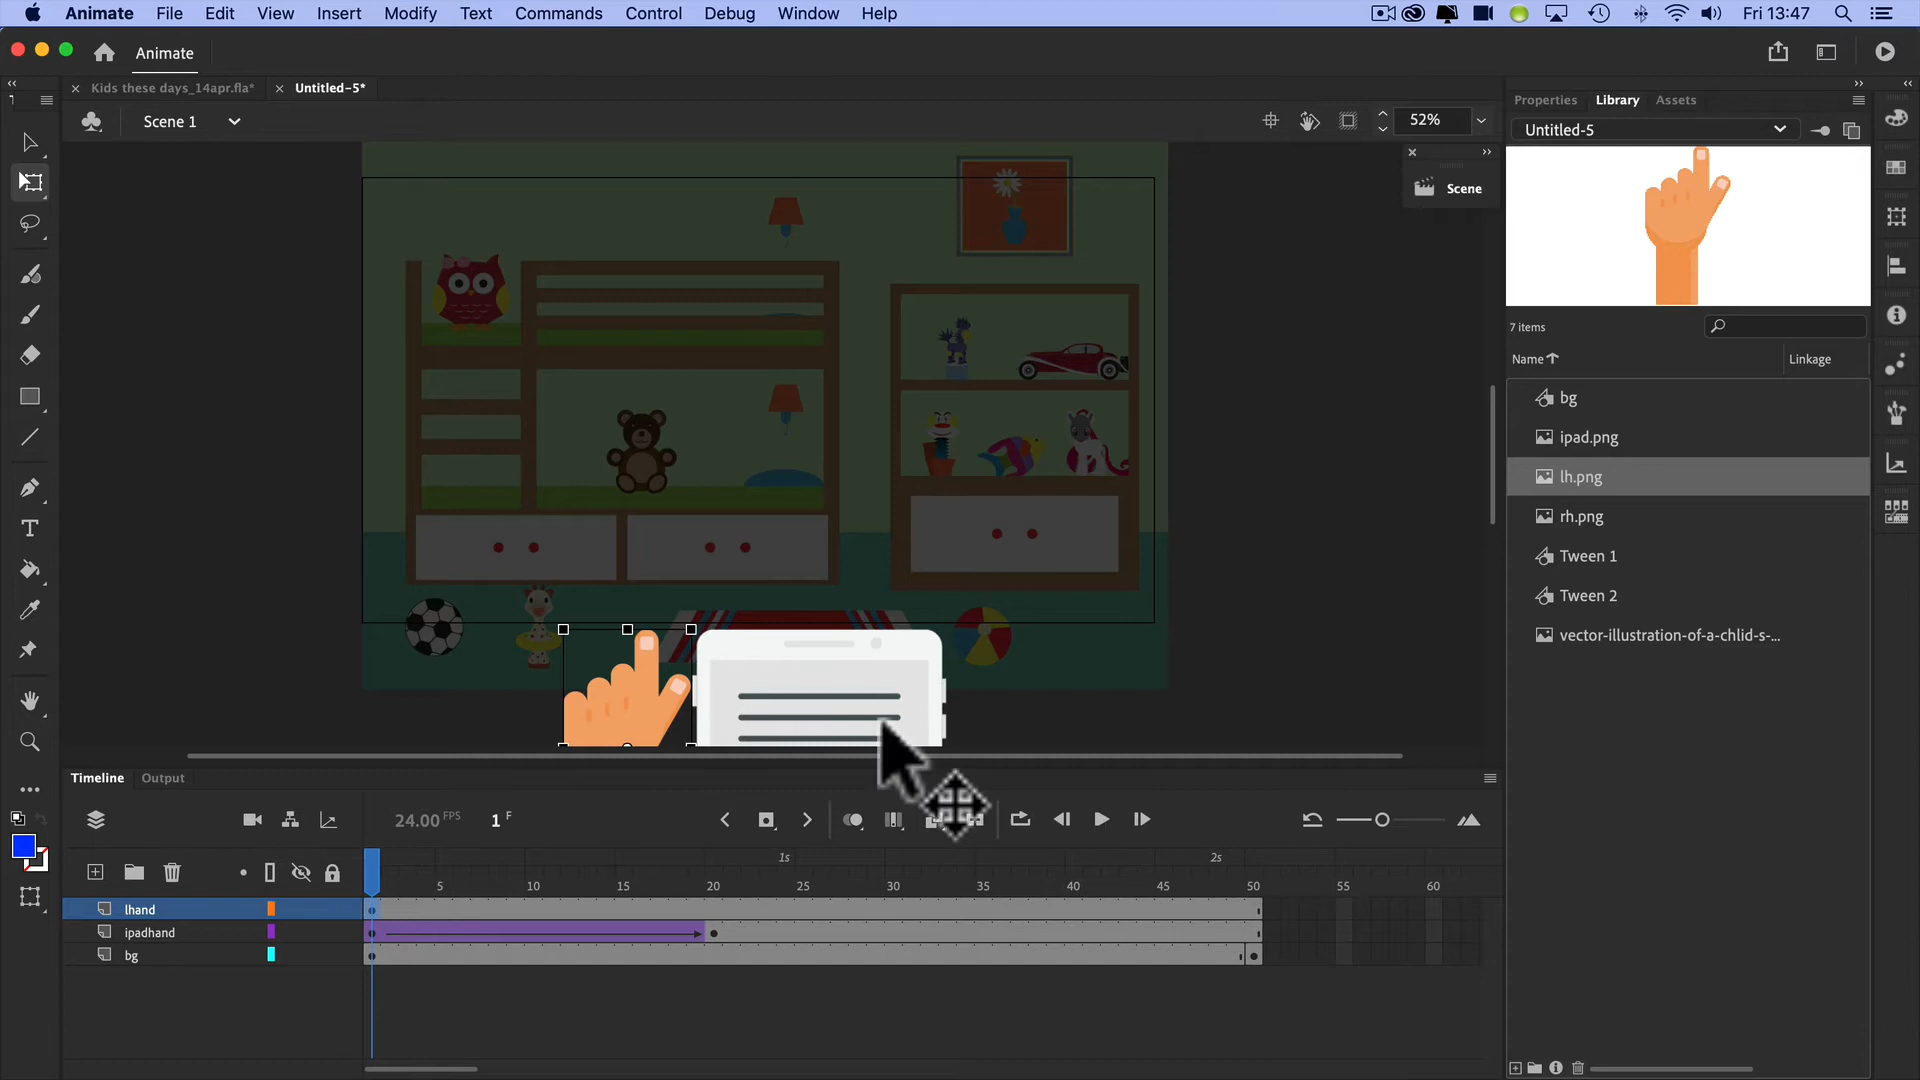 Animate File Edit View Insert Modify Text Commands Control Debug Window Help Fri 13:47
Animate
Kids these days_14apr.fla* Untitled-5*
Scene 1 52%
Scene
Properties Library Assets
Untitled-5
7 items
Name Linkage
bg
ipad.png
lh.png
rh.png
Tween 1
Tween 2
vector-illustration-of-a-chlid-s-...
Timeline Output
24.00 FPS 1 F
1s 2s
5 10 15 20 25 30 35 40 45 50 55 60
lhand
ipadhand
bg